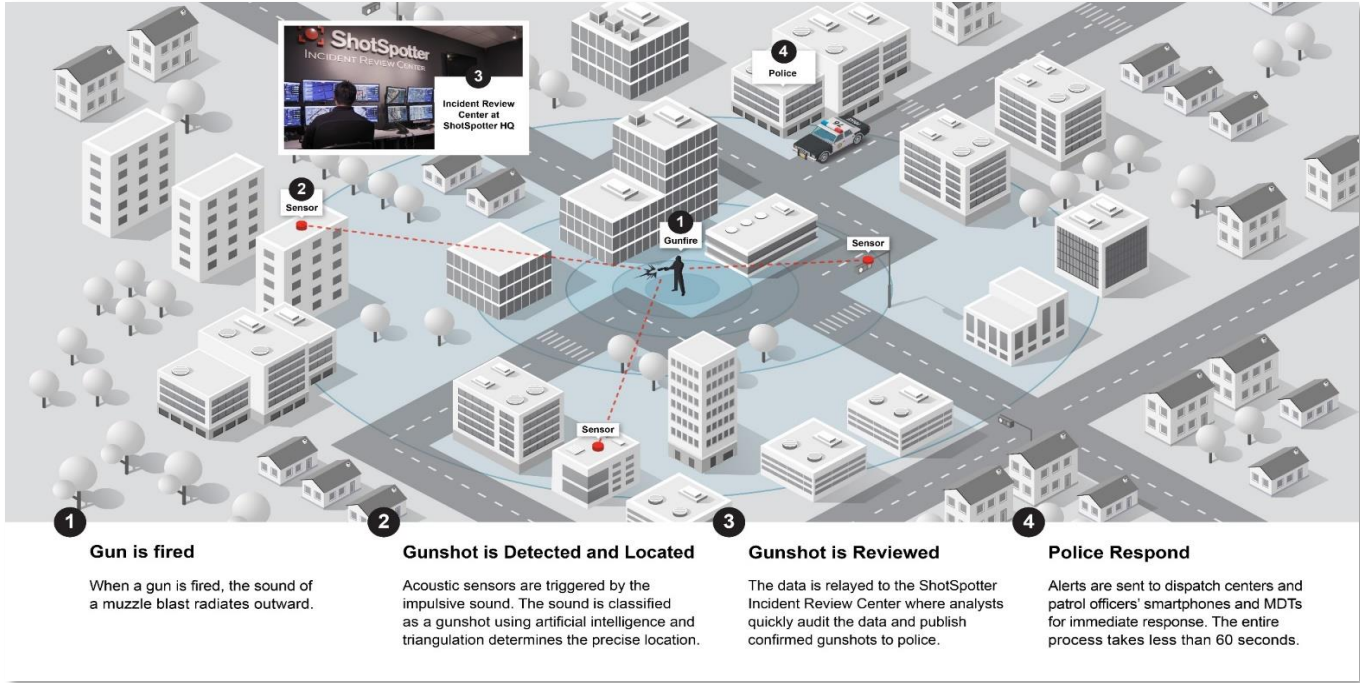 ShotSpotter
INCIDENT REVIEW CENTER
3
Incident Review
Center at
ShotSpotter HQ
4
Police
2
Sensor
1
Gunfire
Sensor
Sensor
1
Gun is fired
When a gun is fired, the sound of
a muzzle blast radiates outward.
2
Gunshot is Detected and Located
Acoustic sensors are triggered by the
impulsive sound. The sound is classified
as a gunshot using artificial intelligence and
triangulation determines the precise location.
3
Gunshot is Reviewed
The data is relayed to the ShotSpotter
Incident Review Center where analysts
quickly audit the data and publish
confirmed gunshots to police.
4
Police Respond
Alerts are sent to dispatch centers and
patrol officers’ smartphones and MDTs
for immediate response. The entire
process takes less than 60 seconds.